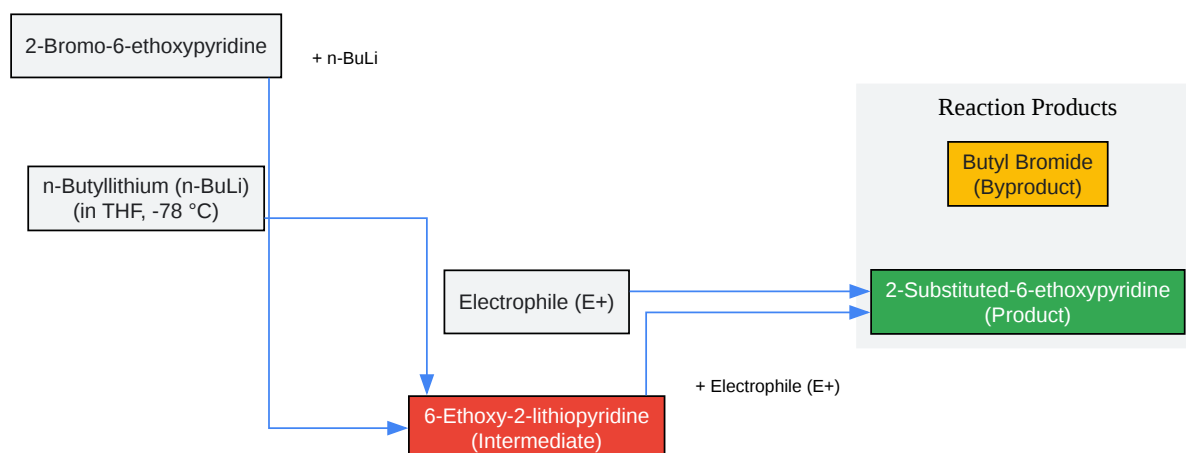 2-Bromo-6-ethoxypyridine
+ n-BuLi
n-Butyllithium (n-BuLi)
(in THF, -78 °C)
Electrophile (E+)
6-Ethoxy-2-lithiopyridine
(Intermediate)
+ Electrophile (E+)
Reaction Products
Butyl Bromide
(Byproduct)
2-Substituted-6-ethoxypyridine
(Product)